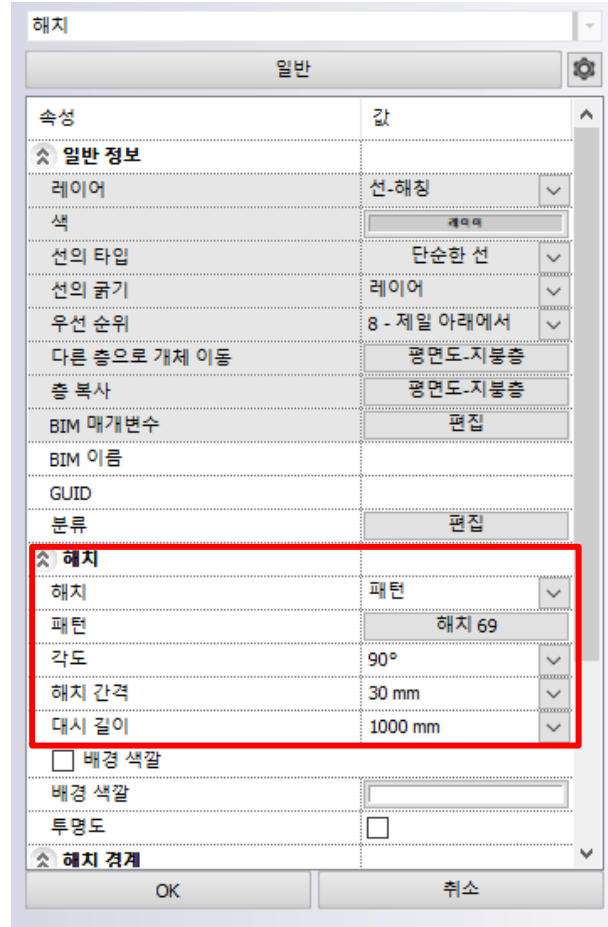 해치
일반
속성 값
일반 정보
레이어 선-해칭
색 레이어
선의 타입 단순한 선
선의 굵기 레이어
우선 순위 8 - 제일 아래에서
다른 층으로 개체 이동 평면도-지붕층
층 복사 평면도-지붕층
BIM 매개변수 편집
BIM 이름
GUID
분류 편집
해치
해치 패턴
패턴 해치 69
각도 90°
해치 간격 30 mm
대시 길이 1000 mm
배경 색깔
배경 색깔
투명도
해치 경계
OK 취소